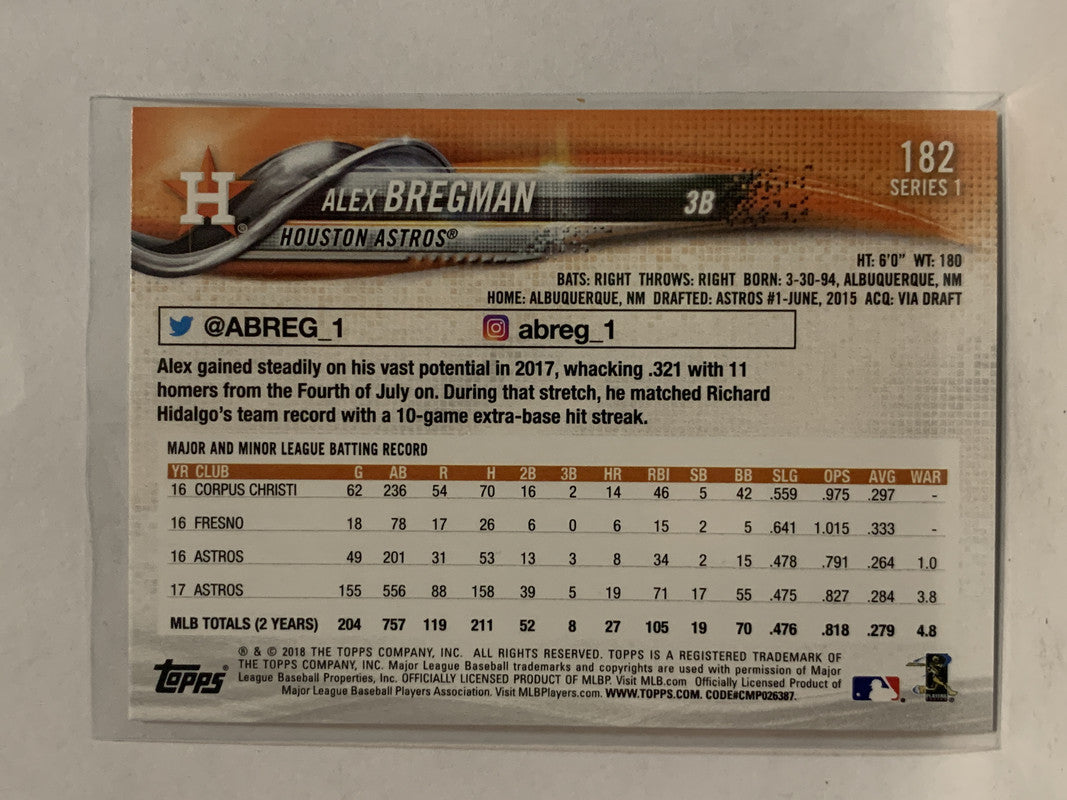 182
SERIES 1
H ®
ALEX BREGMAN 3B
HOUSTON ASTROS®
HT: 6'0" WT: 180
BATS: RIGHT THROWS: RIGHT BORN: 3-30-94, ALBUQUERQUE, NM
HOME: ALBUQUERQUE, NM DRAFTED: ASTROS #1-JUNE, 2015 ACQ: VIA DRAFT
@ABREG_1 abreg_1
Alex gained steadily on his vast potential in 2017, whacking .321 with 11
homers from the Fourth of July on. During that stretch, he matched Richard
Hidalgo's team record with a 10-game extra-base hit streak.
MAJOR AND MINOR LEAGUE BATTING RECORD
YR CLUB G AB R H 2B 3B HR RBI SB BB SLG OPS AVG WAR
16 CORPUS CHRISTI 62 236 54 70 16 2 14 46 5 42 .559 .975 .297 -
16 FRESNO 18 78 17 26 6 0 6 15 2 5 .641 1.015 .333 -
16 ASTROS 49 201 31 53 13 3 8 34 2 15 .478 .791 .264 1.0
17 ASTROS 155 556 88 158 39 5 19 71 17 55 .475 .827 .284 3.8
MLB TOTALS (2 YEARS) 204 757 119 211 52 8 27 105 19 70 .476 .818 .279 4.8
® & © 2018 THE TOPPS COMPANY, INC. ALL RIGHTS RESERVED. TOPPS IS A REGISTERED TRADEMARK OF
THE TOPPS COMPANY, INC. Major League Baseball trademarks and copyrights are used with permission of Major
League Baseball Properties, Inc. OFFICIALLY LICENSED PRODUCT OF MLBP. Visit MLB.com Officially Licensed Product of
Major League Baseball Players Association. Visit MLBPlayers.com. WWW.TOPPS.COM. CODE#CMP026387.
Topps®